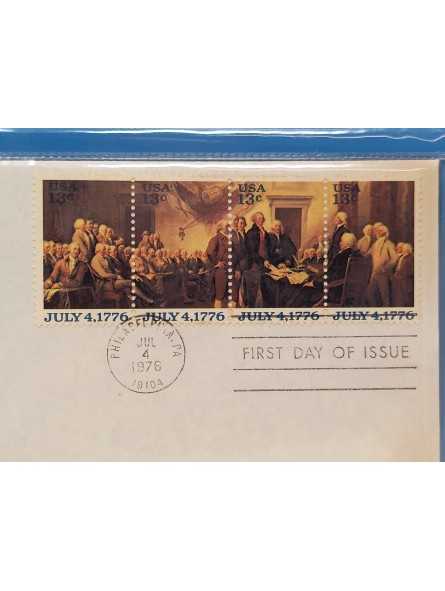 USA USA USA USA
13c 13c 13c 13c
JULY 4,1776 JULY 4,1776 JULY 4,1776 JULY 4,1776
PHILADELPHIA, PA
JUL
4
1976
19104
FIRST DAY OF ISSUE